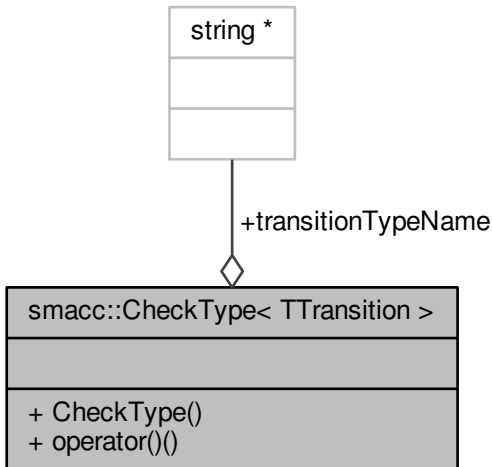 string *
+transitionTypeName
smacc::CheckType< TTransition >
+ CheckType()
+ operator()()